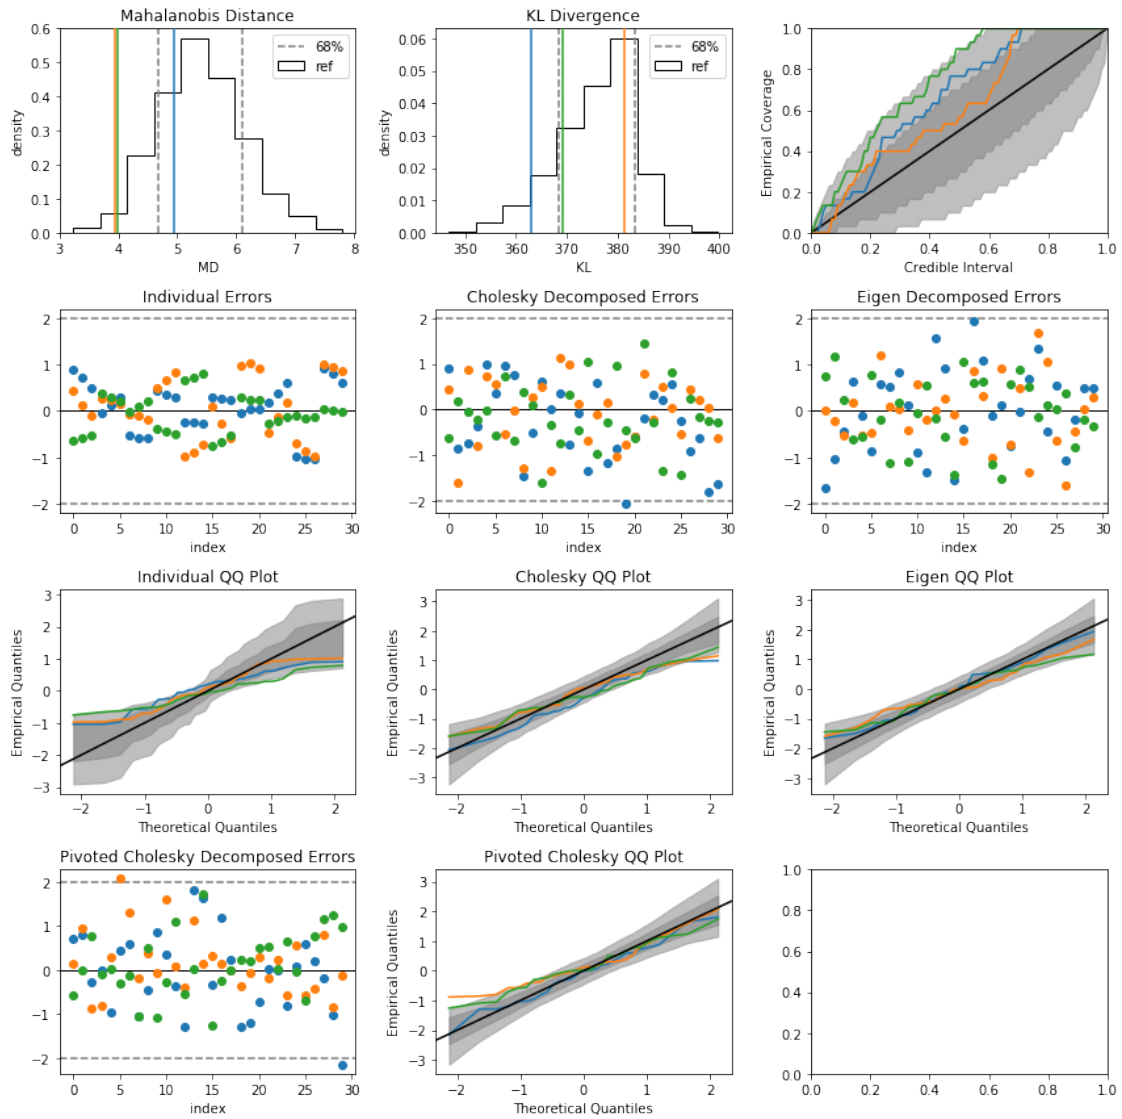 Mahalanobis Distance
0.6
0.5
0.4
0.3
0.2
0.1
0.0
density
68%
ref
3 4 5 6 7 8
MD
KL Divergence
0.06
0.05
0.04
0.03
0.02
0.01
0.00
density
68%
ref
350 360 370 380 390 400
KL
1.0
0.8
0.6
0.4
0.2
0.0
Empirical Coverage
0.0 0.2 0.4 0.6 0.8 1.0
Credible Interval
Individual Errors
2
1
0
−1
−2
0 5 10 15 20 25 30
index
Cholesky Decomposed Errors
2
1
0
−1
−2
0 5 10 15 20 25 30
index
Eigen Decomposed Errors
2
1
0
−1
−2
0 5 10 15 20 25 30
index
Individual QQ Plot
3
2
1
0
−1
−2
−3
Empirical Quantiles
−2 −1 0 1 2
Theoretical Quantiles
Cholesky QQ Plot
3
2
1
0
−1
−2
−3
Empirical Quantiles
−2 −1 0 1 2
Theoretical Quantiles
Eigen QQ Plot
3
2
1
0
−1
−2
−3
Empirical Quantiles
−2 −1 0 1 2
Theoretical Quantiles
Pivoted Cholesky Decomposed Errors
2
1
0
−1
−2
0 5 10 15 20 25 30
index
Pivoted Cholesky QQ Plot
3
2
1
0
−1
−2
−3
Empirical Quantiles
−2 −1 0 1 2
Theoretical Quantiles
1.0
0.8
0.6
0.4
0.2
0.0
0.0 0.2 0.4 0.6 0.8 1.0